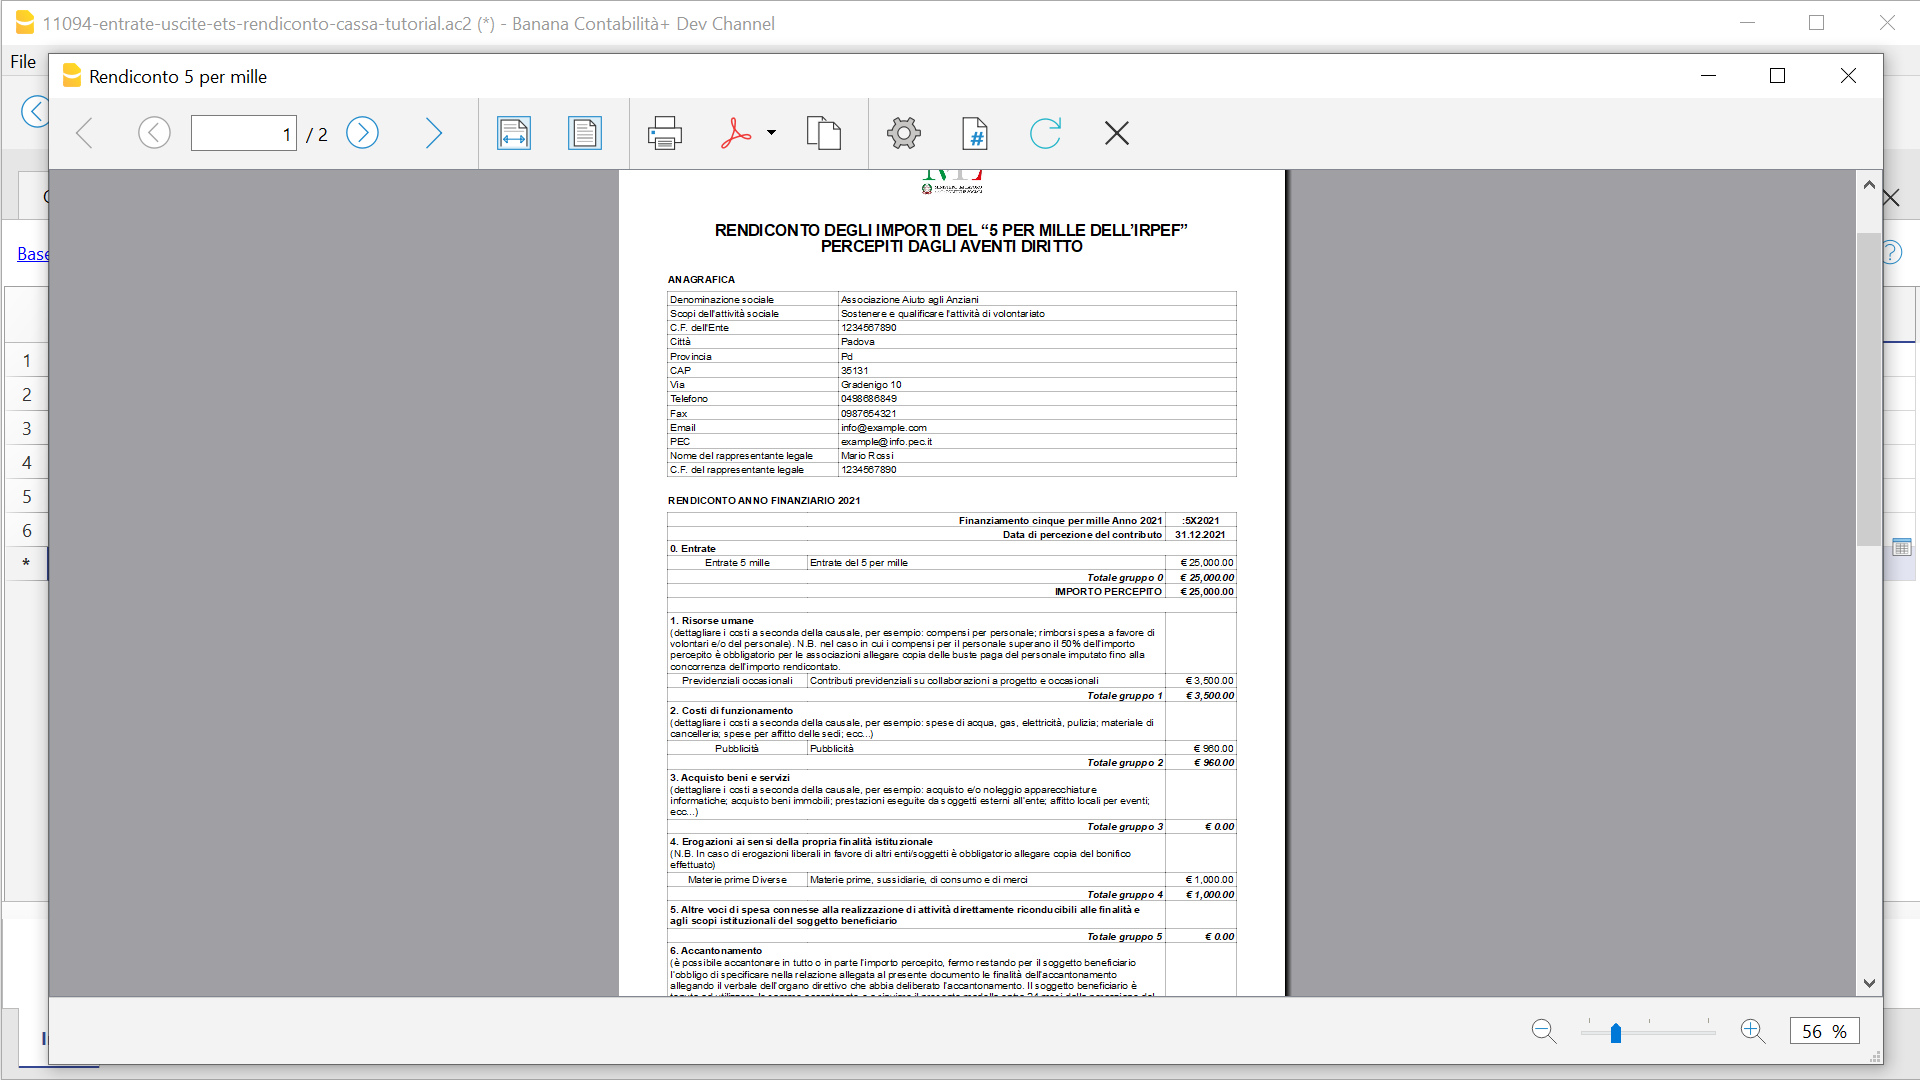 11094-entrate-uscite-ets-rendiconto-cassa-tutorial.ac2 (*) - Banana Contabilità+ Dev Channel
File
Rendiconto 5 per mille
1 / 2
Base
RENDICONTO DEGLI IMPORTI DEL “5 PER MILLE DELL’IRPEF”
PERCEPITI DAGLI AVENTI DIRITTO
ANAGRAFICA
Denominazione sociale Associazione Aiuto agli Anziani
Scopi dell'attività sociale Sostenere e qualificare l'attività di volontariato
C.F. dell'Ente 1234567890
Città Padova
Provincia Pd
CAP 35131
Via Gradenigo 10
Telefono 0498686849
Fax 0987654321
Email info@example.com
PEC example@info.pec.it
Nome del rappresentante legale Mario Rossi
C.F. del rappresentante legale 1234567890
RENDICONTO ANNO FINANZIARIO 2021
Finanziamento cinque per mille Anno 2021 :5X2021
Data di percezione del contributo 31.12.2021
0. Entrate
Entrate 5 mille Entrate del 5 per mille € 25,000.00
Totale gruppo 0 € 25,000.00
IMPORTO PERCEPITO € 25,000.00
1. Risorse umane
(dettagliare i costi a seconda della causale, per esempio: compensi per personale; rimborsi spesa a favore di
volontari e/o del personale). N.B. nel caso in cui i compensi per il personale superano il 50% dell'importo
percepito è obbligatorio per le associazioni allegare copia delle buste paga del personale imputato fino alla
concorrenza dell'importo rendicontato.
Previdenziali occasionali Contributi previdenziali su collaborazioni a progetto e occasionali € 3,500.00
Totale gruppo 1 € 3,500.00
2. Costi di funzionamento
(dettagliare i costi a seconda della causale, per esempio: spese di acqua, gas, elettricità, pulizia; materiale di
cancelleria; spese per affitto delle sedi; ecc...)
Pubblicità Pubblicità € 960.00
Totale gruppo 2 € 960.00
3. Acquisto beni e servizi
(dettagliare i costi a seconda della causale, per esempio: acquisto e/o noleggio apparecchiature
informatiche; acquisto beni immobili; prestazioni eseguite da soggetti esterni all'ente; affitto locali per eventi;
ecc...)
Totale gruppo 3 € 0.00
4. Erogazioni ai sensi della propria finalità istituzionale
(N.B. In caso di erogazioni liberali in favore di altri enti/soggetti è obbligatorio allegare copia del bonifico
effettuato)
Materie prime Diverse Materie prime, sussidiarie, di consumo e di merci € 1,000.00
Totale gruppo 4 € 1,000.00
5. Altre voci di spesa connesse alla realizzazione di attività direttamente riconducibili alle finalità e
agli scopi istituzionali del soggetto beneficiario
Totale gruppo 5 € 0.00
6. Accantonamento
(è possibile accantonare in tutto o in parte l'importo percepito, fermo restando per il soggetto beneficiario
l'obbligo di specificare nella relazione allegata al presente documento le finalità dell'accantonamento
allegando il verbale dell'organo direttivo che abbia deliberato l'accantonamento. Il soggetto beneficiario è
1
2
3
4
5
6
*
56 %